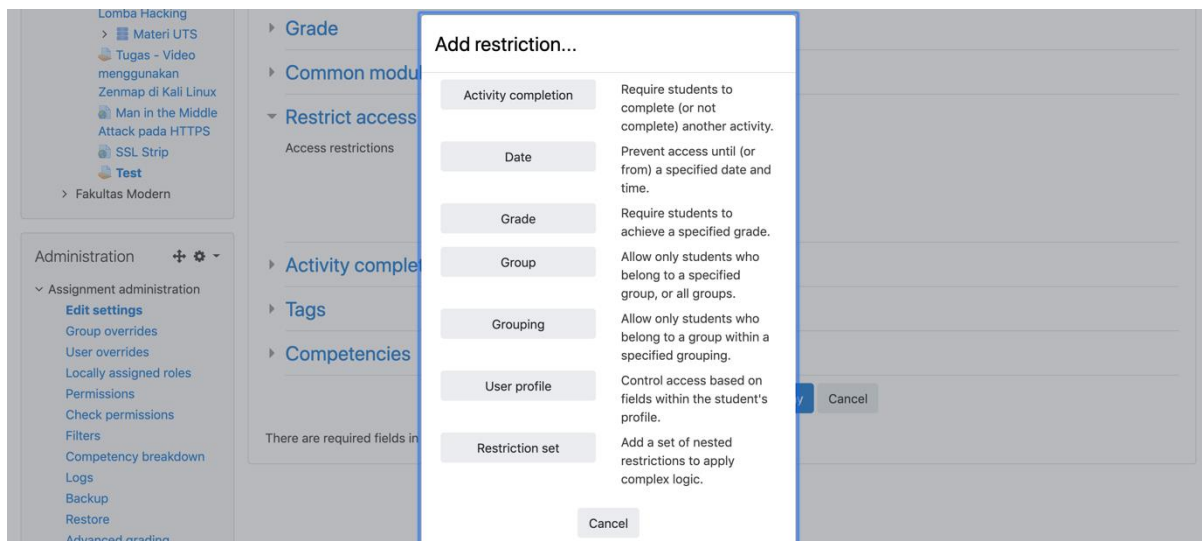 Lomba Hacking
Materi UTS
Tugas - Video
menggunakan
Zenmap di Kali Linux
Man in the Middle
Attack pada HTTPS
SSL Strip
Test
Fakultas Modern
Administration
Assignment administration
Edit settings
Group overrides
User overrides
Locally assigned roles
Permissions
Check permissions
Filters
Competency breakdown
Logs
Backup
Restore
Advanced grading
Grade
Common modu
Restrict access
Access restrictions
Activity complet
Tags
Competencies
y Cancel
There are required fields in
Add restriction...
Activity completion
Require students to
complete (or not
complete) another activity.
Date
Prevent access until (or
from) a specified date and
time.
Grade
Require students to
achieve a specified grade.
Group
Allow only students who
belong to a specified
group, or all groups.
Grouping
Allow only students who
belong to a group within a
specified grouping.
User profile
Control access based on
fields within the student's
profile.
Restriction set
Add a set of nested
restrictions to apply
complex logic.
Cancel